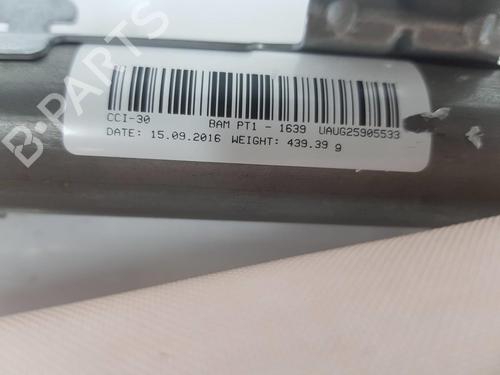 B-PARTS
CCI-30 BAM PT1 - 1639 UAUG25905533
DATE: 15.09.2016 WEIGHT: 439.39 g